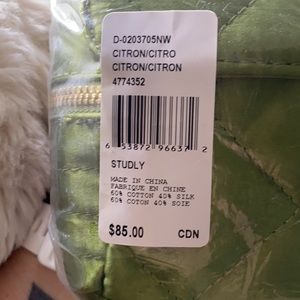 D-0203705NW
CITRON/CITRO
CITRON/CITRON
4774352
6 53872 96637 2
STUDLY
MADE IN CHINA
FABRIQUE EN CHINE
60% COTTON 40% SILK
60% COTON 40% SOIE
$85.00 CDN